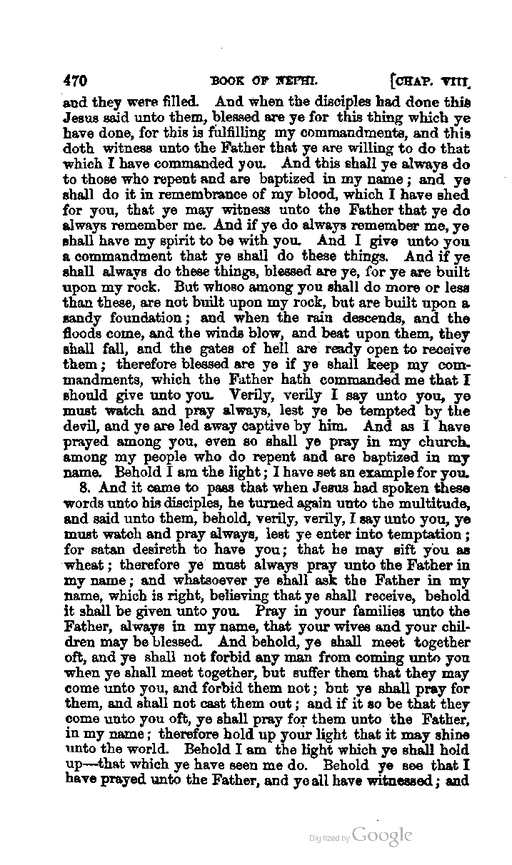 470 BOOK OF NEPHI. [CHAP. VIII.
and they were filled. And when the disciples had done this
Jesus said unto them, blessed are ye for this thing which ye
have done, for this is fulfilling my commandments, and this
doth witness unto the Father that ye are willing to do that
which I have commanded you. And this shall ye always do
to those who repent and are baptized in my name; and ye
shall do it in remembrance of my blood, which I have shed
for you, that ye may witness unto the Father that ye do
always remember me. And if ye do always remember me, ye
shall have my spirit to be with you. And I give unto you
a commandment that ye shall do these things. And if ye
shall always do these things, blessed are ye, for ye are built
upon my rock. But whoso among you shall do more or less
than these, are not built upon my rock, but are built upon a
sandy foundation; and when the rain descends, and the
floods come, and the winds blow, and beat upon them, they
shall fall, and the gates of hell are ready open to receive
them; therefore blessed are ye if ye shall keep my com-
mandments, which the Father hath commanded me that I
should give unto you. Verily, verily I say unto you, ye
must watch and pray always, lest ye be tempted by the
devil, and ye are led away captive by him. And as I have
prayed among you, even so shall ye pray in my church,
among my people who do repent and are baptized in my
name. Behold I am the light; I have set an example for you.
8. And it came to pass that when Jesus had spoken these
words unto his disciples, he turned again unto the multitude,
and said unto them, behold, verily, verily, I say unto you, ye
must watch and pray always, lest ye enter into temptation;
for satan desireth to have you; that he may sift you as
wheat; therefore ye must always pray unto the Father in
my name; and whatsoever ye shall ask the Father in my
name, which is right, believing that ye shall receive, behold
it shall be given unto you. Pray in your families unto the
Father, always in my name, that your wives and your chil-
dren may be blessed. And behold, ye shall meet together
oft, and ye shall not forbid any man from coming unto you
when ye shall meet together, but suffer them that they may
come unto you, and forbid them not; but ye shall pray for
them, and shall not cast them out; and if it so be that they
come unto you oft, ye shall pray for them unto the Father,
in my name; therefore hold up your light that it may shine
unto the world. Behold I am the light which ye shall hold
up—that which ye have seen me do. Behold ye see that I
have prayed unto the Father, and ye all have witnessed; and
Digitized by Google